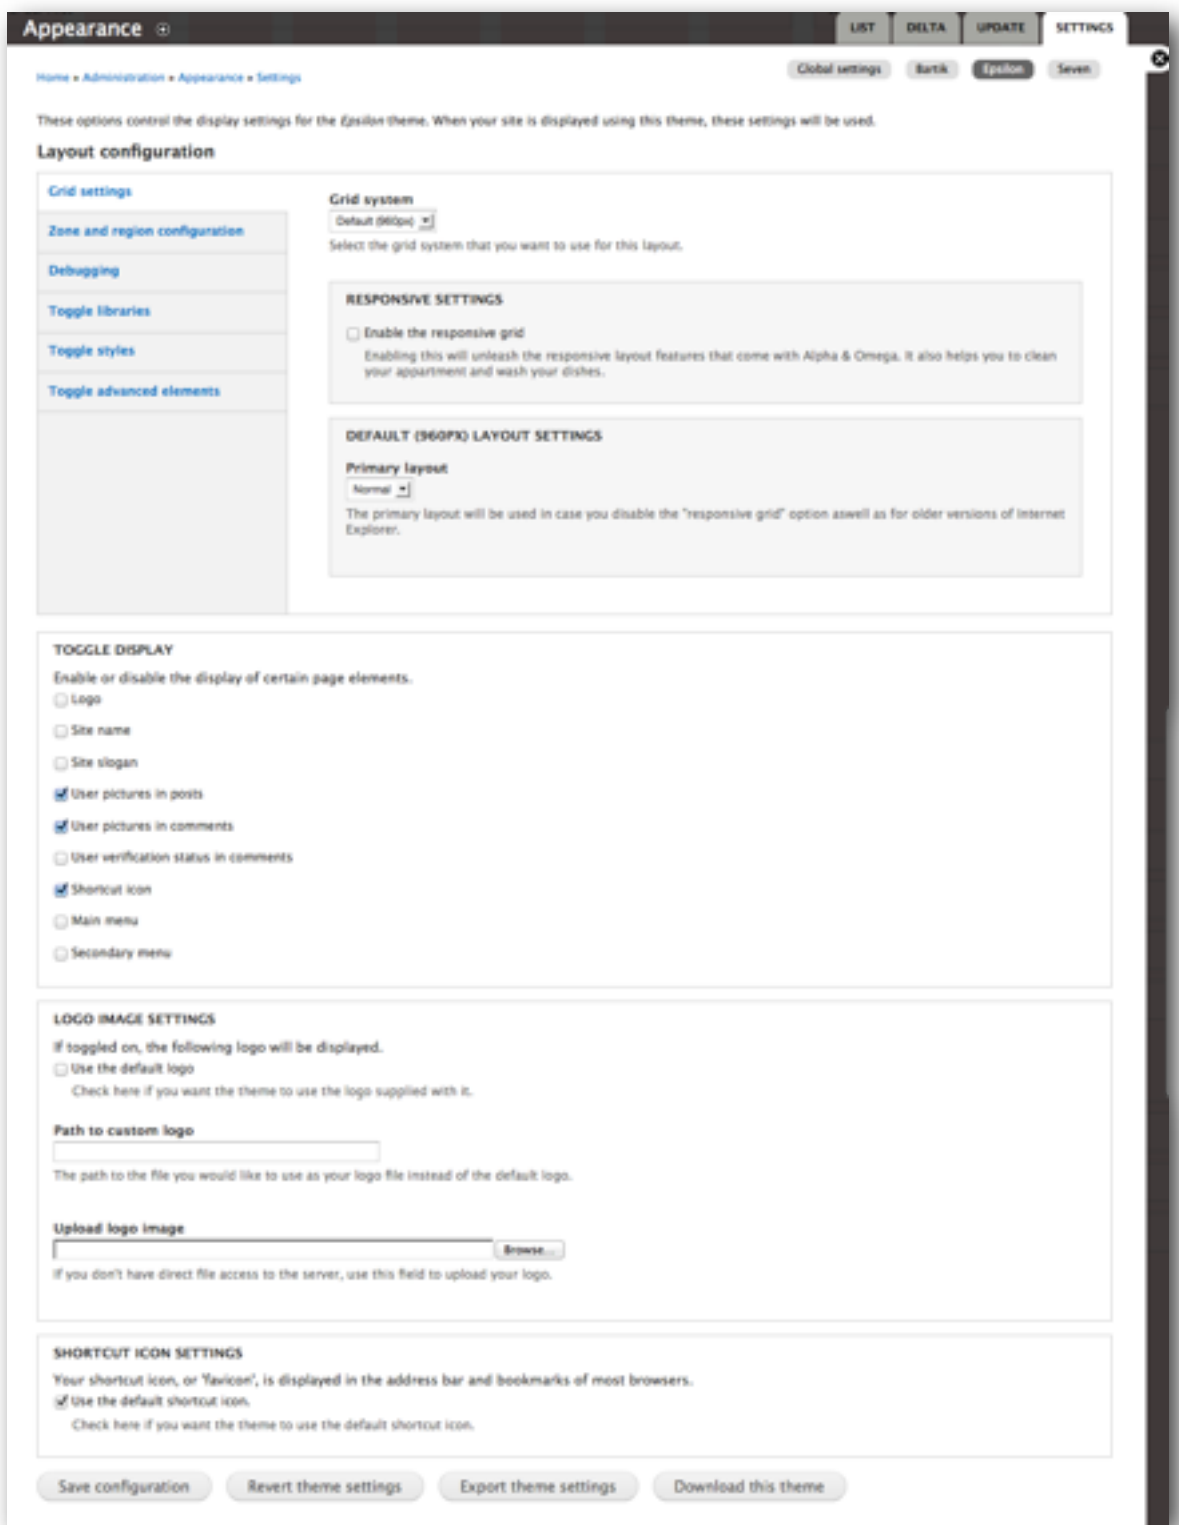 Appearance
LIST DELTA UPDATE SETTINGS
Home » Administration » Appearance » Settings
Global settings Bartik Epsilon Seven
These options control the display settings for the Epsilon theme. When your site is displayed using this theme, these settings will be used.
Layout configuration
Grid settings
Zone and region configuration
Debugging
Toggle libraries
Toggle styles
Toggle advanced elements
Grid system
Default (960px)
Select the grid system that you want to use for this layout.
RESPONSIVE SETTINGS
Enable the responsive grid
Enabling this will unleash the responsive layout features that come with Alpha & Omega. It also helps you to clean
your appartment and wash your dishes.
DEFAULT (960PX) LAYOUT SETTINGS
Primary layout
Normal
The primary layout will be used in case you disable the "responsive grid" option aswell as for older versions of Internet
Explorer.
TOGGLE DISPLAY
Enable or disable the display of certain page elements.
Logo
Site name
Site slogan
User pictures in posts
User pictures in comments
User verification status in comments
Shortcut icon
Main menu
Secondary menu
LOGO IMAGE SETTINGS
If toggled on, the following logo will be displayed.
Use the default logo
Check here if you want the theme to use the logo supplied with it.
Path to custom logo
The path to the file you would like to use as your logo file instead of the default logo.
Upload logo image
Browse...
If you don't have direct file access to the server, use this field to upload your logo.
SHORTCUT ICON SETTINGS
Your shortcut icon, or 'favicon', is displayed in the address bar and bookmarks of most browsers.
Use the default shortcut icon.
Check here if you want the theme to use the default shortcut icon.
Save configuration Revert theme settings Export theme settings Download this theme